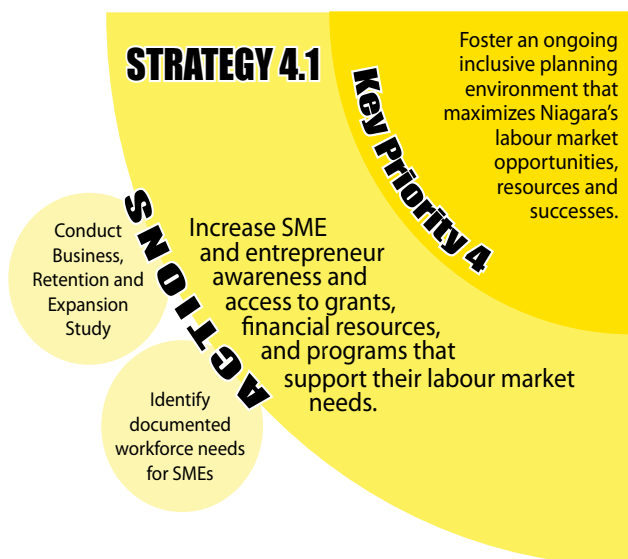 STRATEGY 4.1
Key Priority 4
Foster an ongoing
inclusive planning
environment that
maximizes Niagara's
labour market
opportunities,
resources and
successes.
Increase SME
and entrepreneur
awareness and
access to grants,
financial resources,
and programs that
support their labour market
needs.
ACTIONS
Conduct
Business,
Retention and
Expansion
Study
Identify
documented
workforce needs
for SMEs